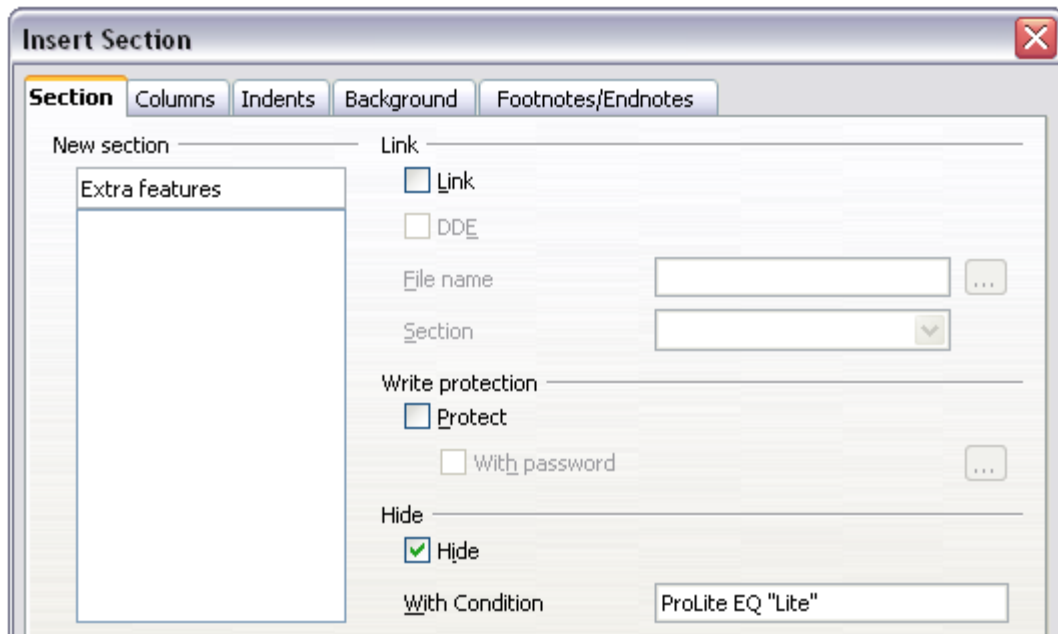 Insert Section
Section Columns Indents Background Footnotes/Endnotes
New section
Extra features
Link
Link
DDE
File name ...
Section
Write protection
Protect
With password ...
Hide
Hide
With Condition ProLite EQ "Lite"